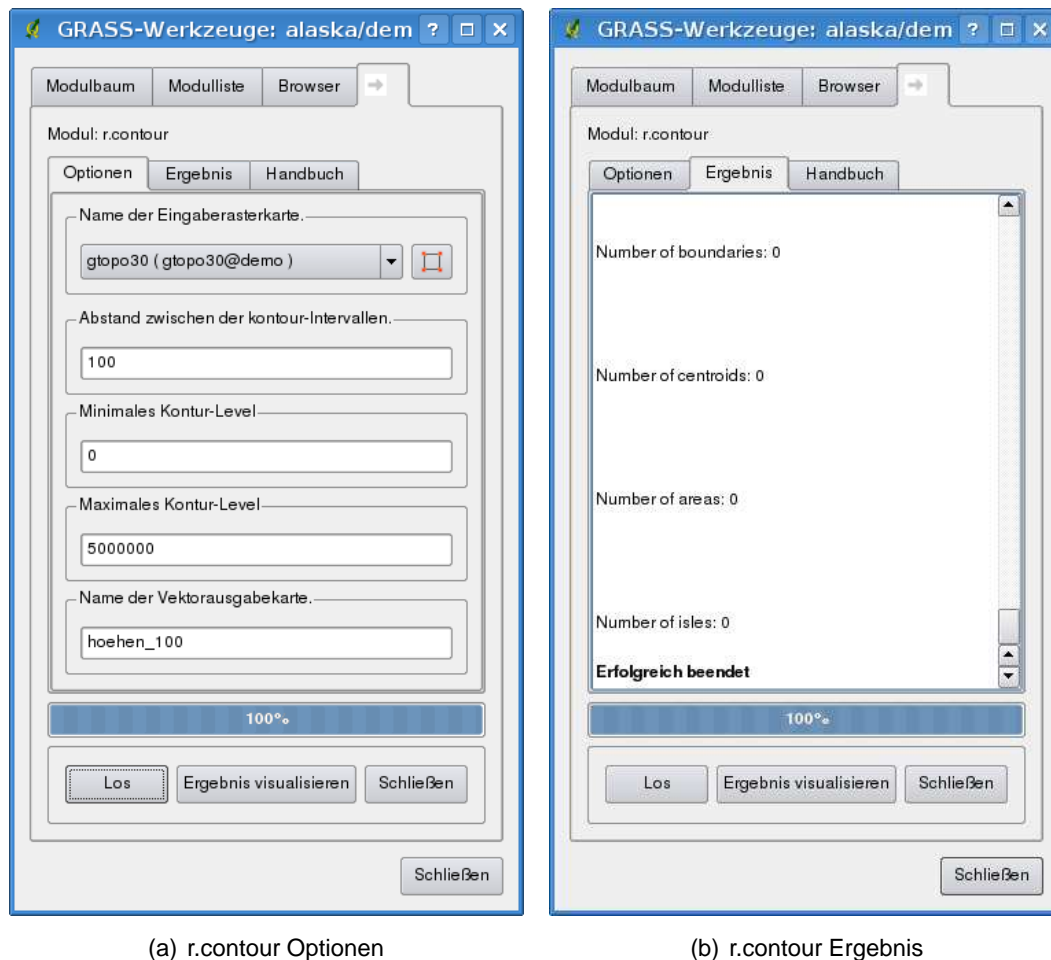 GRASS-Werkzeuge: alaska/dem
Modulbaum Modulliste Browser
Modul: r.contour
Optionen Ergebnis Handbuch
Name der Eingaberasterkarte.
gtopo30 ( gtopo30@demo )
Abstand zwischen der kontour-Intervallen.
100
Minimales Kontur-Level
0
Maximales Kontur-Level
5000000
Name der Vektorausgabekarte.
hoehen_100
100%
Los Ergebnis visualisieren Schließen
Schließen
(a) r.contour Optionen
GRASS-Werkzeuge: alaska/dem
Modulbaum Modulliste Browser
Modul: r.contour
Optionen Ergebnis Handbuch
Number of boundaries: 0
Number of centroids: 0
Number of areas: 0
Number of isles: 0
Erfolgreich beendet
100%
Los Ergebnis visualisieren Schließen
Schließen
(b) r.contour Ergebnis